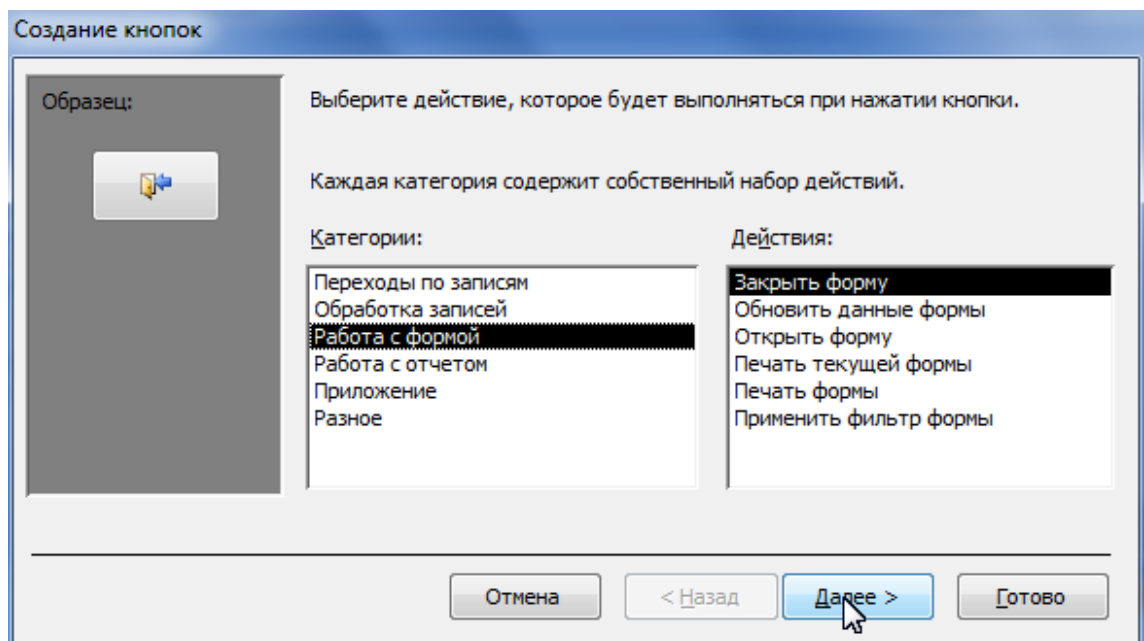 Создание кнопок
Образец:
Выберите действие, которое будет выполняться при нажатии кнопки.
Каждая категория содержит собственный набор действий.
Категории:
Переходы по записям
Обработка записей
Работа с формой
Работа с отчетом
Приложение
Разное
Действия:
Закрыть форму
Обновить данные формы
Открыть форму
Печать текущей формы
Печать формы
Применить фильтр формы
Отмена
< Назад
Далее >
Готово